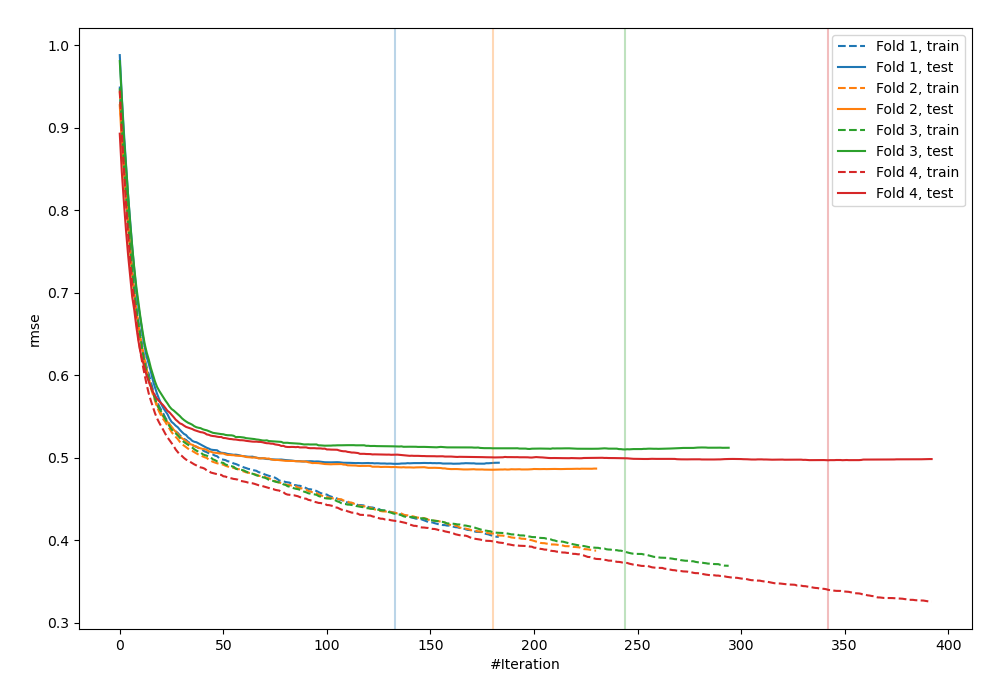 1.0
0.9
0.8
0.7
0.6
0.5
0.4
0.3
rmse
0
50
100
150
200
250
300
350
400
#Iteration
Fold 1, train
Fold 1, test
Fold 2, train
Fold 2, test
Fold 3, train
Fold 3, test
Fold 4, train
Fold 4, test